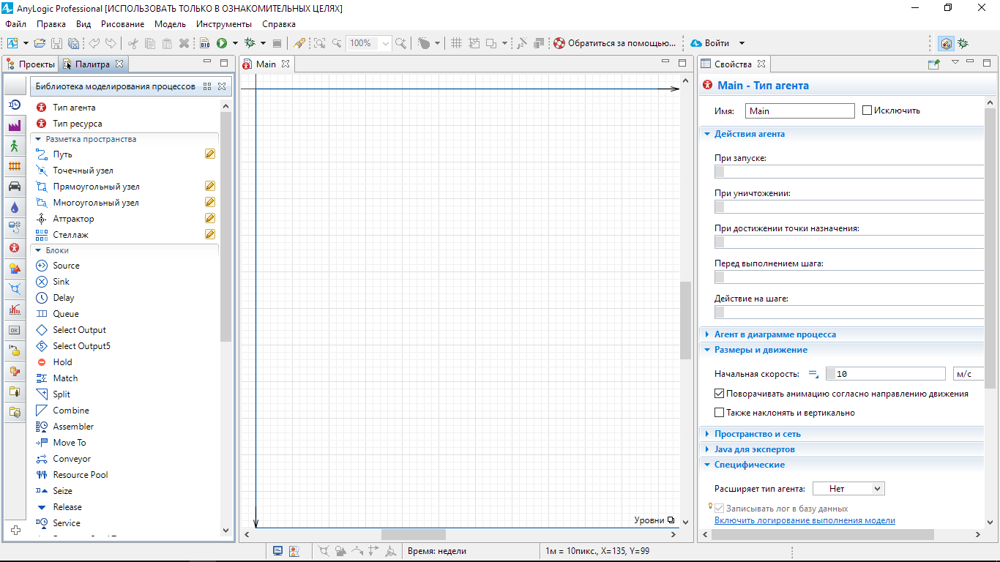 AnyLogic Professional [ИСПОЛЬЗОВАТЬ ТОЛЬКО В ОЗНАКОМИТЕЛЬНЫХ ЦЕЛЯХ]
Файл Правка Вид Рисование Модель Инструменты Справка
100% Обратиться за помощью... Войти
Проекты Палитра
Библиотека моделирования процессов
Тип агента
Тип ресурса
Разметка пространства
Путь
Точечный узел
Прямоугольный узел
Многоугольный узел
Аттрактор
Стеллаж
Блоки
Source
Sink
Delay
Queue
Select Output
Select Output5
Hold
Match
Split
Combine
Assembler
Move To
Conveyor
Resource Pool
Seize
Release
Service
OK
Main
Уровни
Свойства
Main - Тип агента
Имя: Main Исключить
Действия агента
При запуске:
При уничтожении:
При достижении точки назначения:
Перед выполнением шага:
Действие на шаге:
Агент в диаграмме процесса
Размеры и движение
Начальная скорость: 10 м/с
Поворачивать анимацию согласно направлению движения
Также наклонять и вертикально
Пространство и сеть
Java для экспертов
Специфические
Расширяет тип агента: Нет
Записывать лог в базу данных
Включить логирование выполнения модели
Время: недели 1м = 10пикс., X=135, Y=99